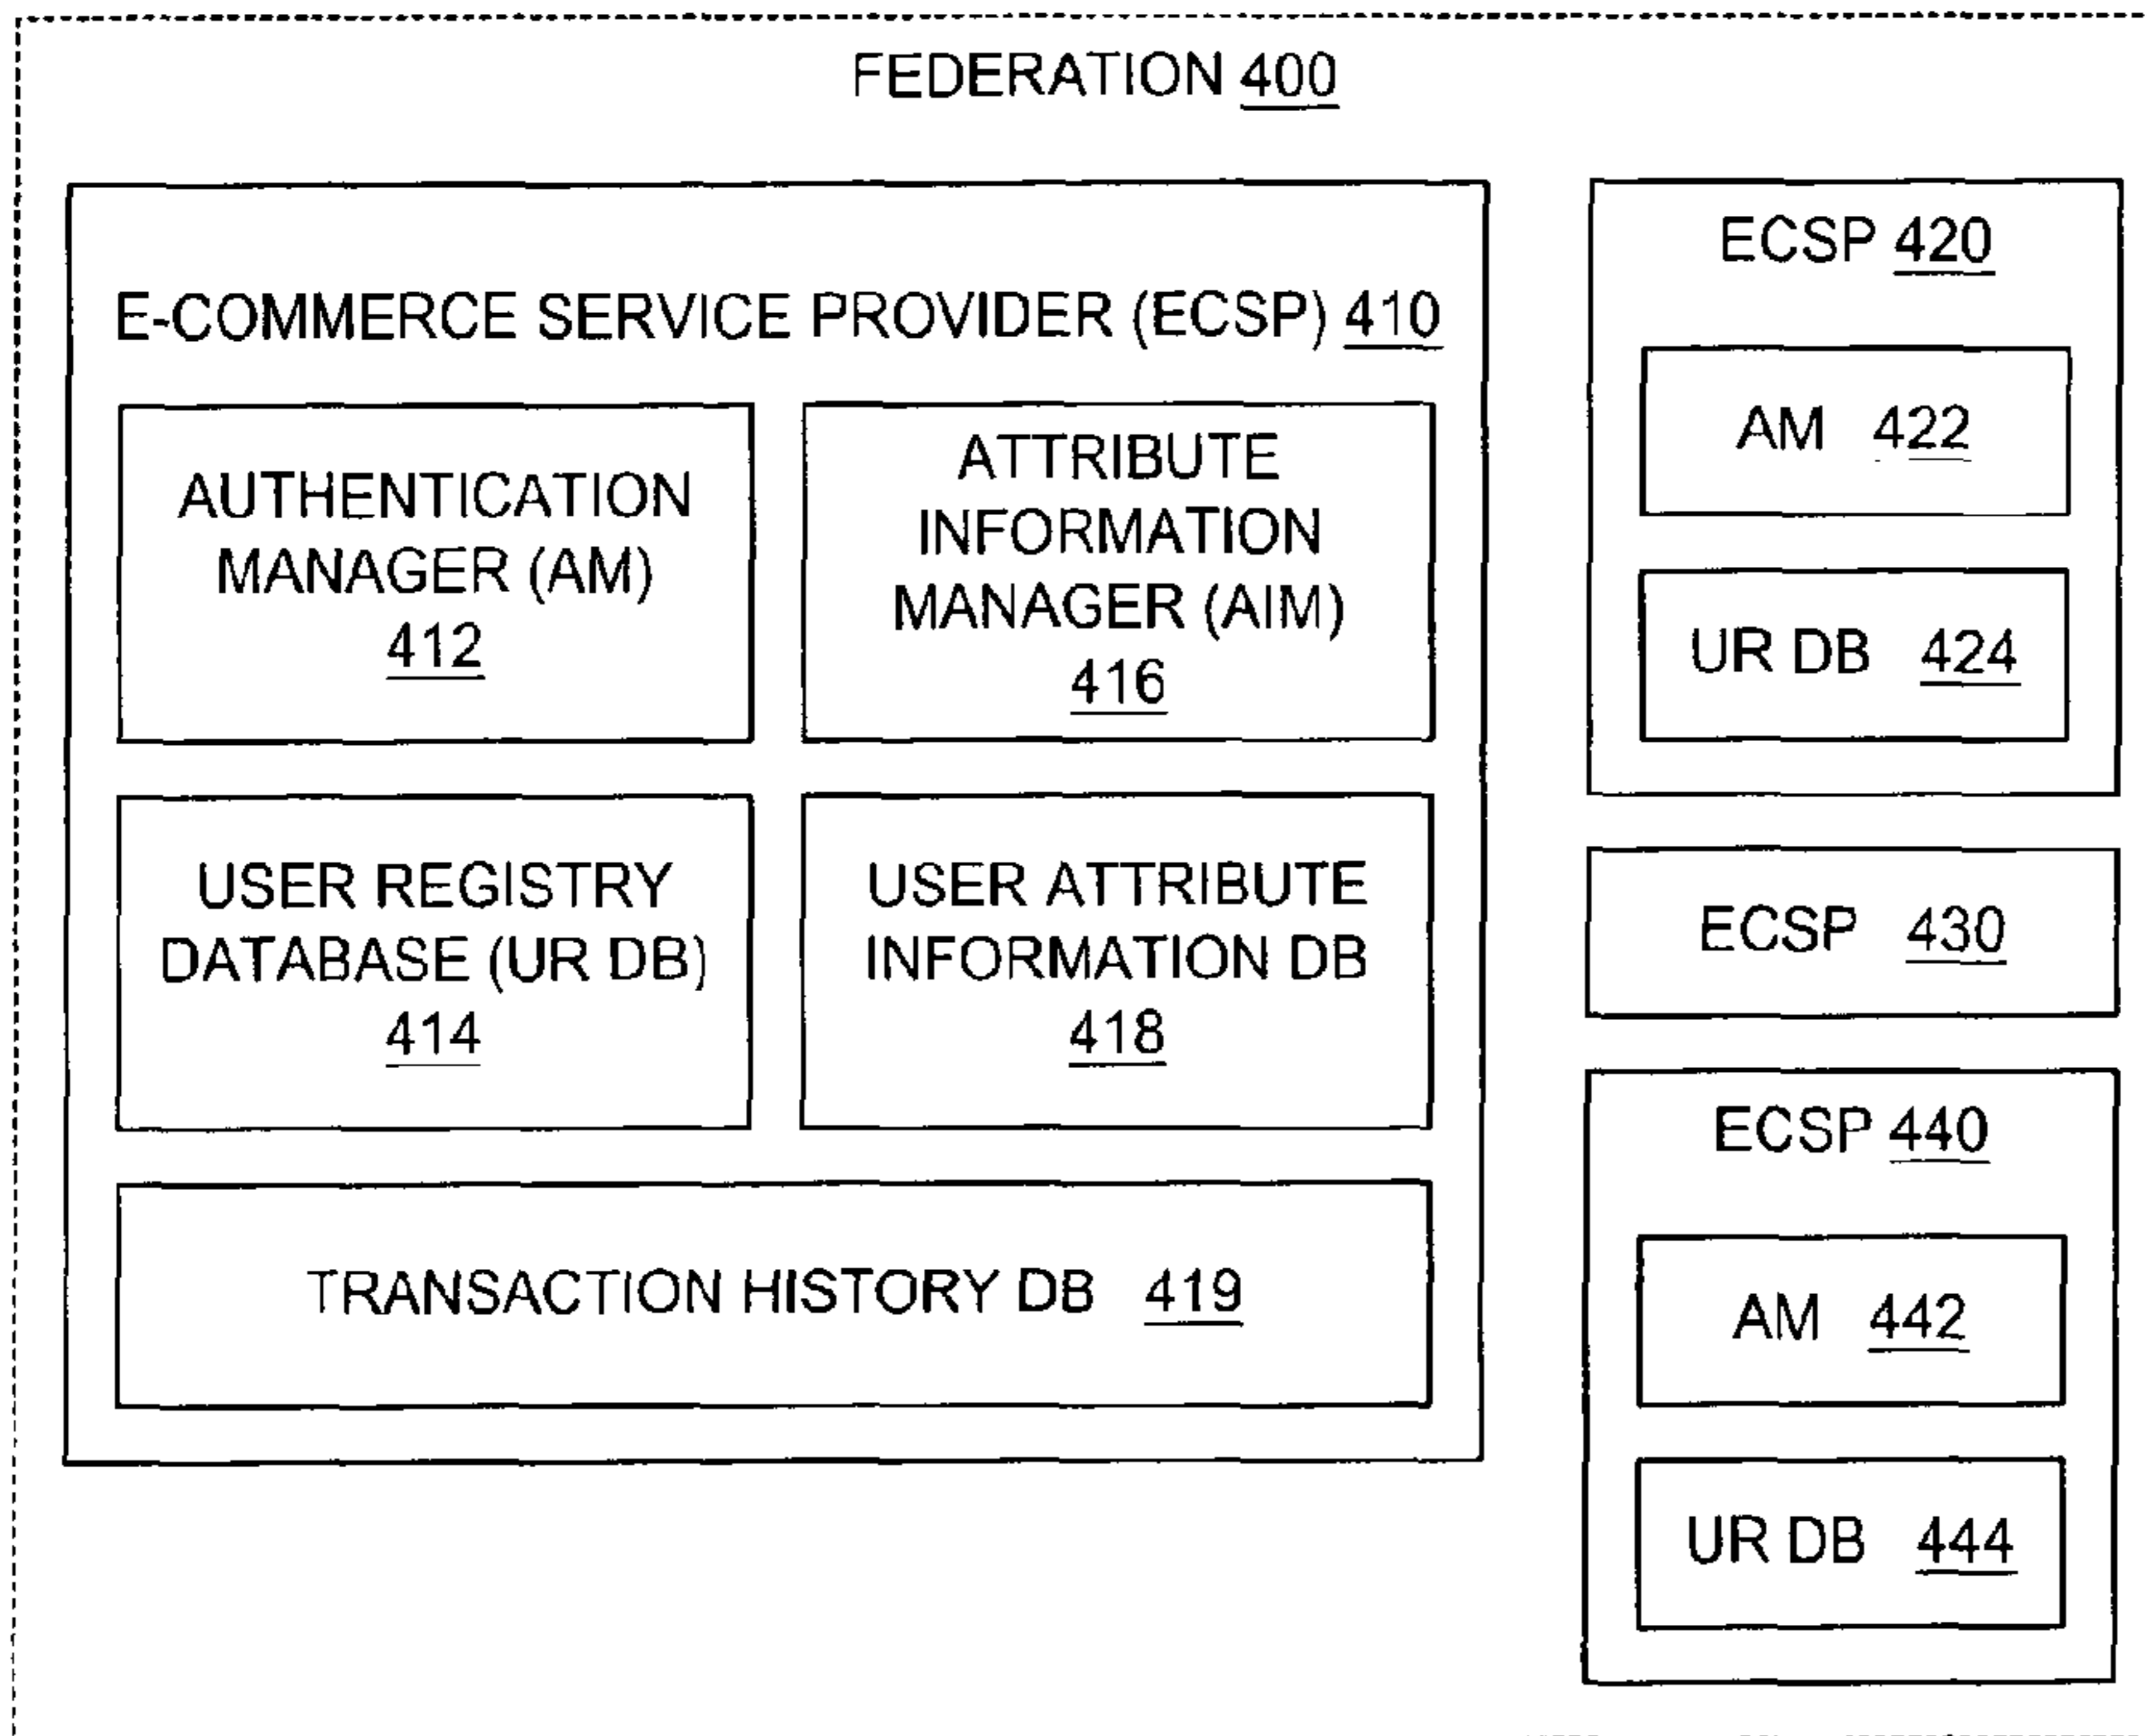 FEDERATION 400
E-COMMERCE SERVICE PROVIDER (ECSP) 410
AUTHENTICATION
MANAGER (AM)
412
ATTRIBUTE
INFORMATION
MANAGER (AIM)
416
USER REGISTRY
DATABASE (UR DB)
414
USER ATTRIBUTE
INFORMATION DB
418
TRANSACTION HISTORY DB 419
ECSP 420
AM 422
UR DB 424
ECSP 430
ECSP 440
AM 442
UR DB 444